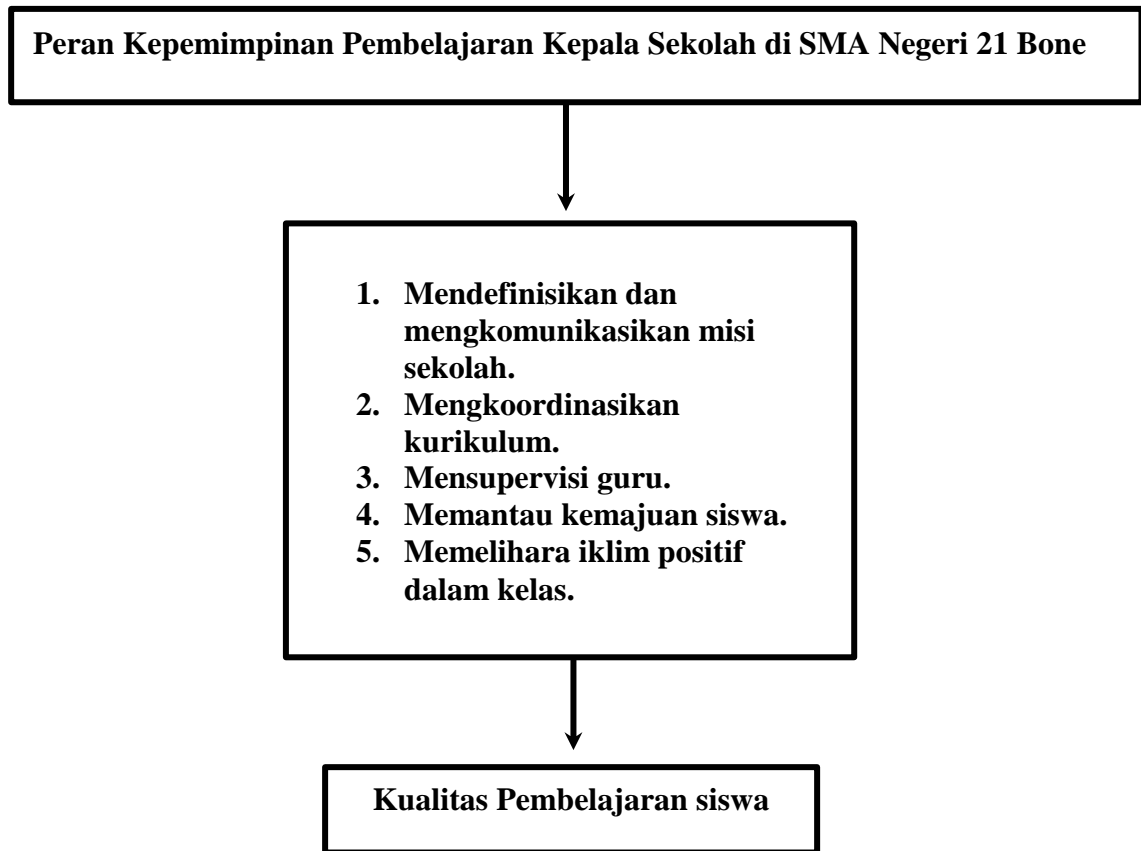 Peran Kepemimpinan Pembelajaran Kepala Sekolah di SMA Negeri 21 Bone
1. Mendefinisikan dan
mengkomunikasikan misi
sekolah.
2. Mengkoordinasikan
kurikulum.
3. Mensupervisi guru.
4. Memantau kemajuan siswa.
5. Memelihara iklim positif
dalam kelas.
Kualitas Pembelajaran siswa